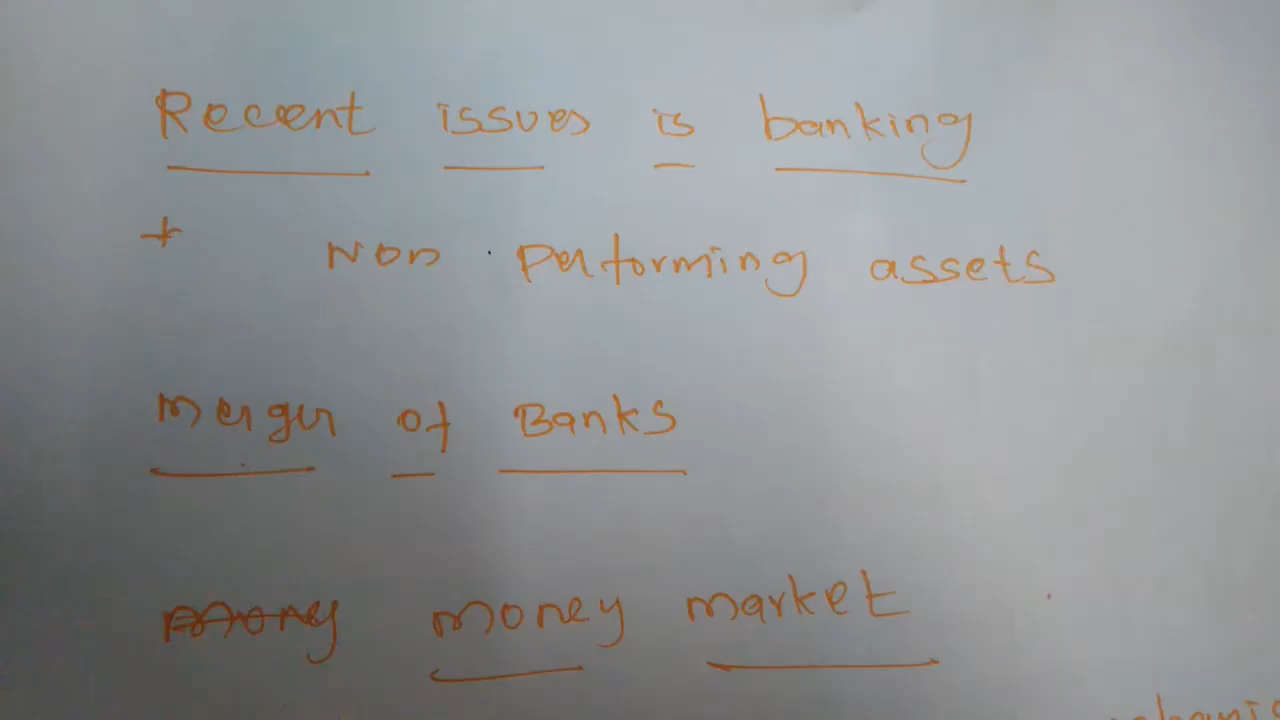 Recent issues is banking
+ Non Performing assets
Merger of Banks
money market